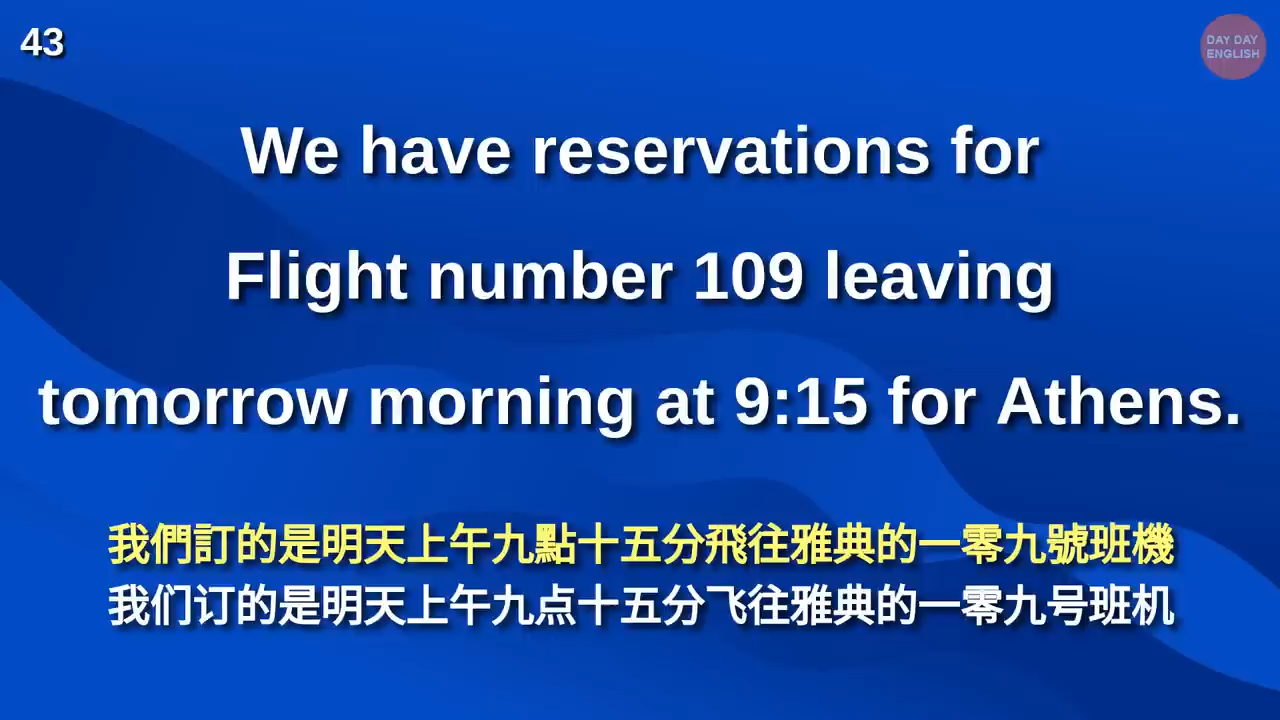 43
DAY DAY
ENGLISH
We have reservations for
Flight number 109 leaving
tomorrow morning at 9:15 for Athens.
我們訂的是明天上午九點十五分飛往雅典的一零九號班機
我们订的是明天上午九点十五分飞往雅典的一零九号班机